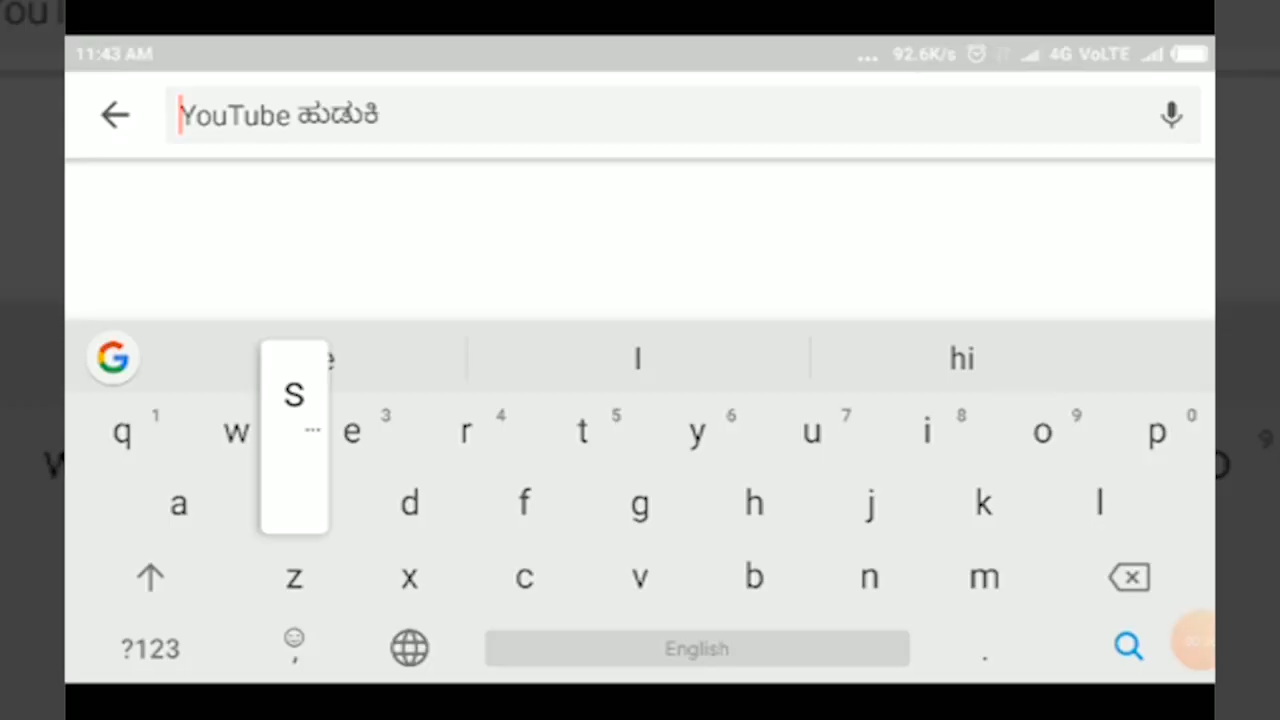 11:43 AM ... 92.6K/s 4G VoLTE
YouTube ಹುಡುಕಿ
I hi
q 1 w e 3 r 4 t 5 y 6 u 7 i 8 o 9 p 0
S
a d f g h j k l
z x c v b n m
?123 , English .